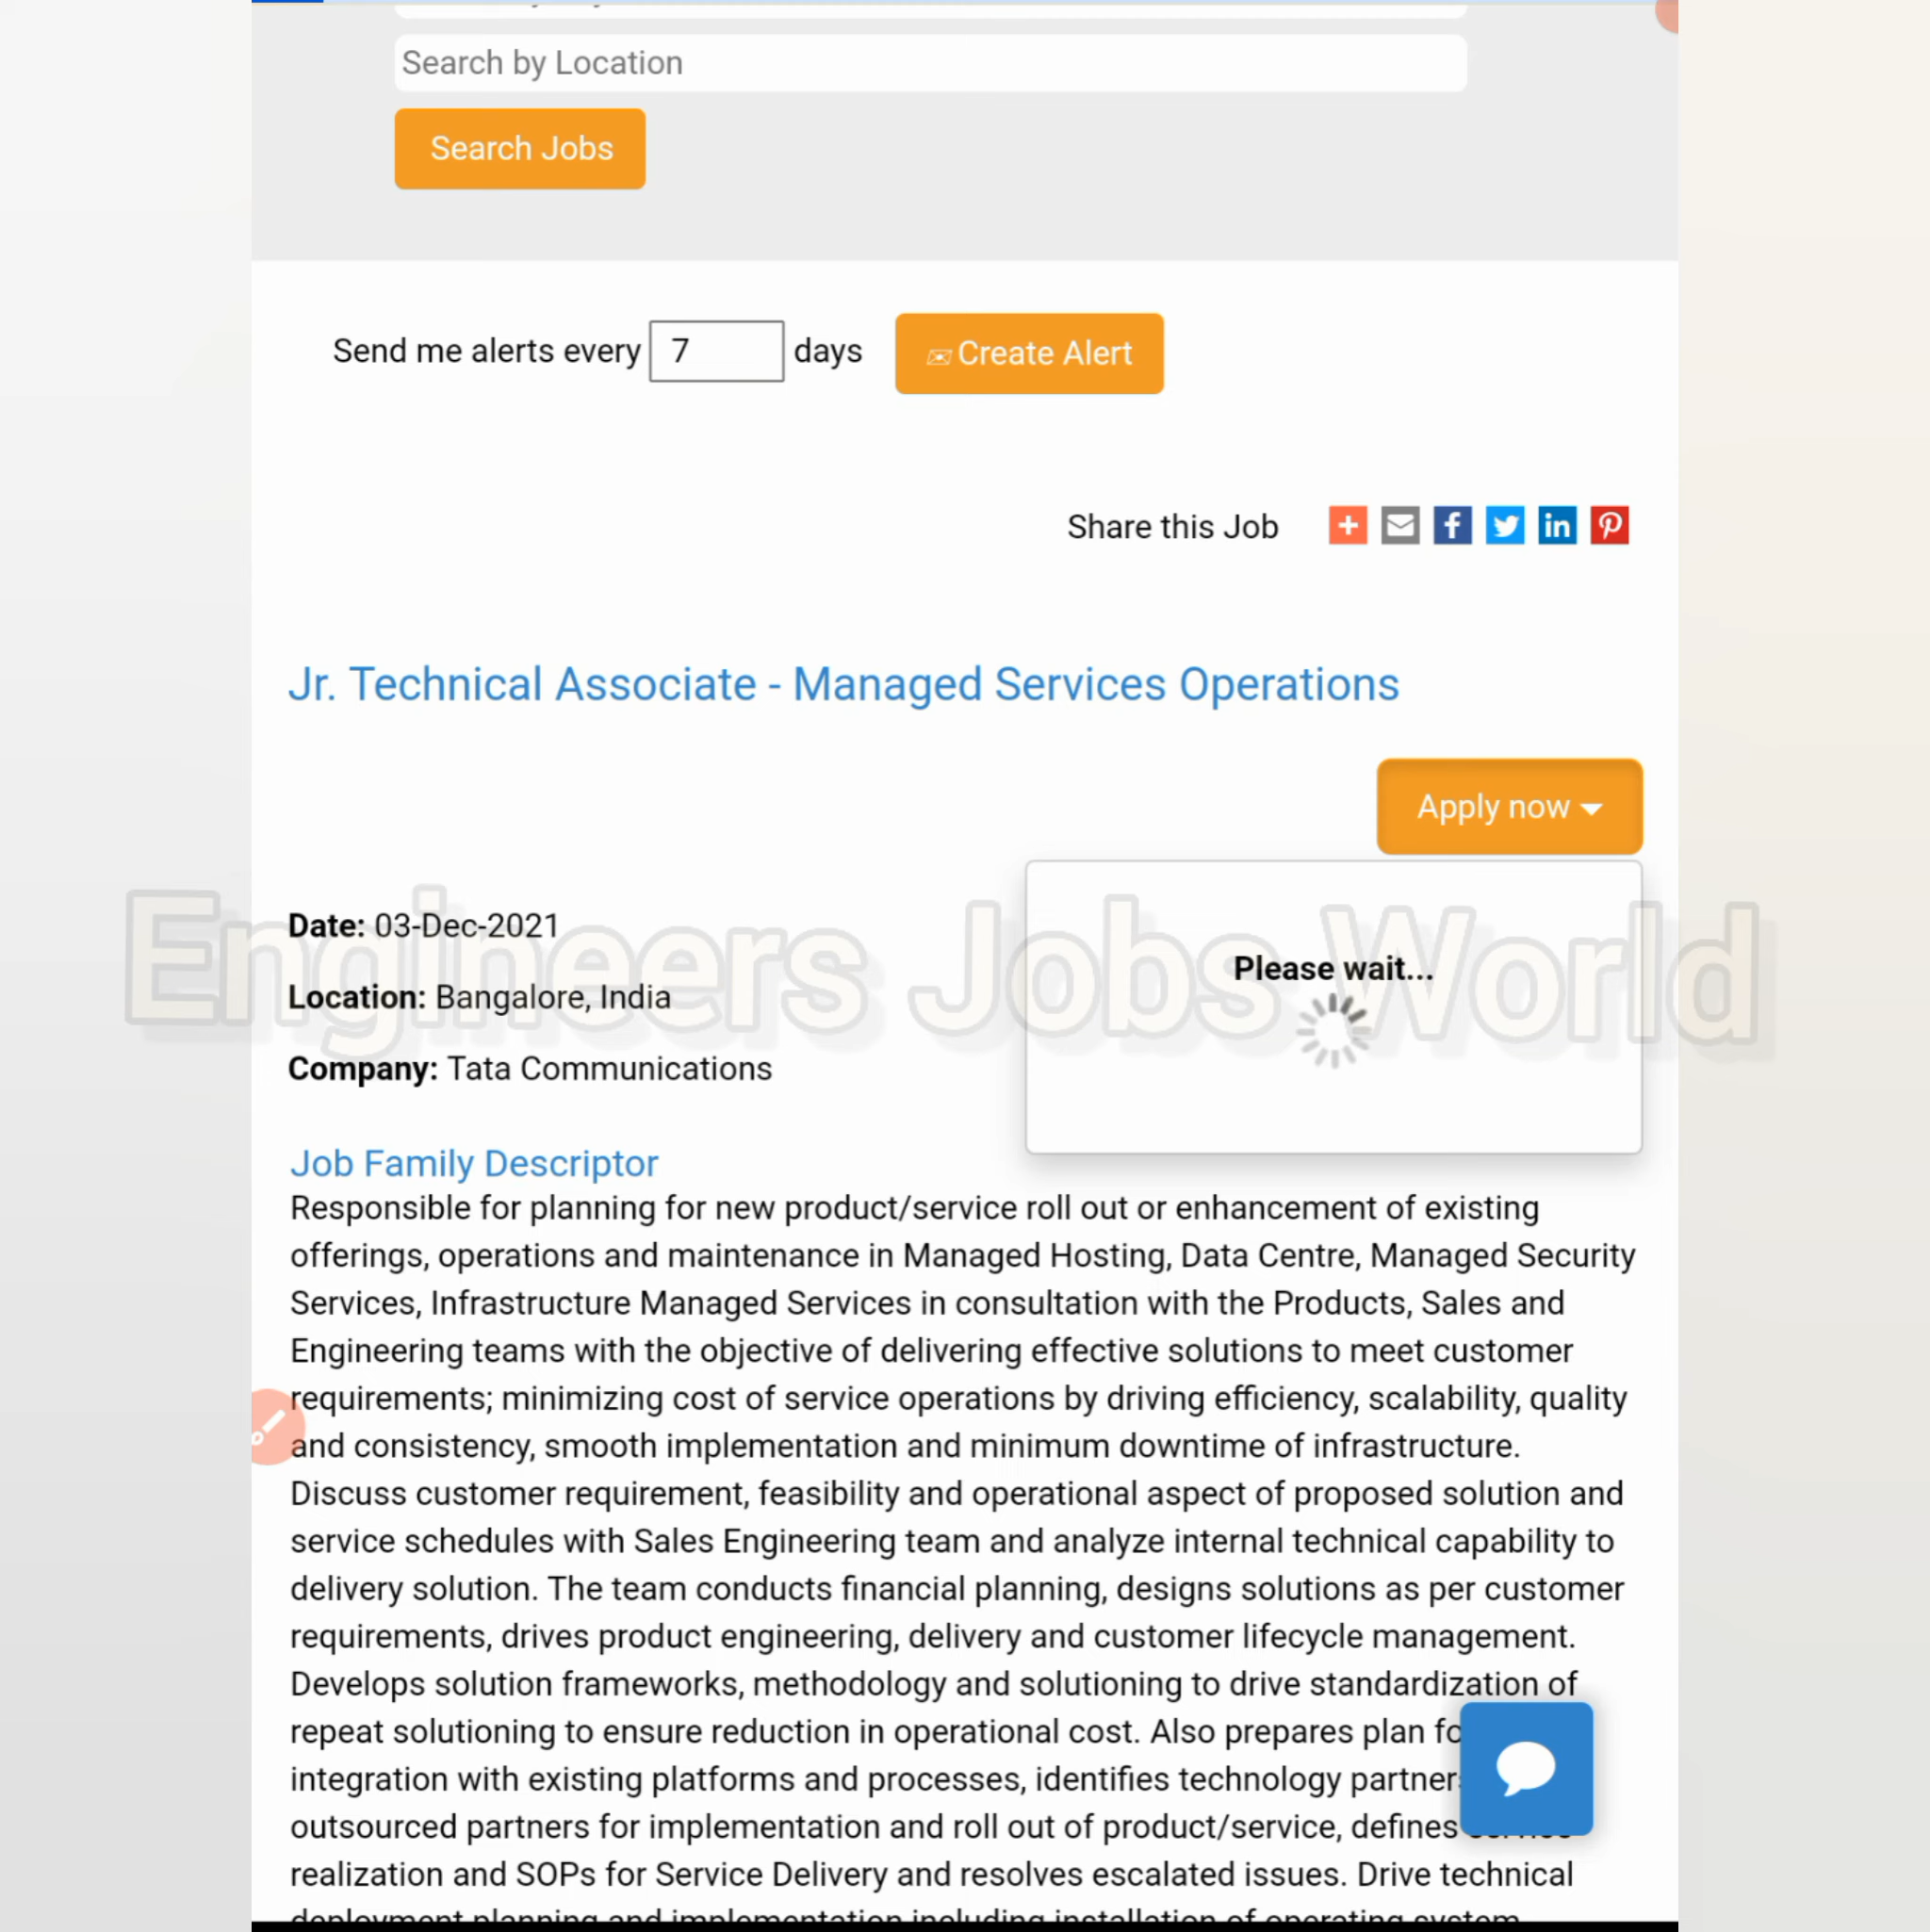 Search by Location
Search Jobs
Send me alerts every 7 days
Create Alert
Share this Job
Jr. Technical Associate - Managed Services Operations
Apply now
Date: 03-Dec-2021
Please wait...
Engineers Jobs World
Location: Bangalore, India
Company: Tata Communications
Job Family Descriptor
Responsible for planning for new product/service roll out or enhancement of existing
offerings, operations and maintenance in Managed Hosting, Data Centre, Managed Security
Services, Infrastructure Managed Services in consultation with the Products, Sales and
Engineering teams with the objective of delivering effective solutions to meet customer
requirements; minimizing cost of service operations by driving efficiency, scalability, quality
and consistency, smooth implementation and minimum downtime of infrastructure.
Discuss customer requirement, feasibility and operational aspect of proposed solution and
service schedules with Sales Engineering team and analyze internal technical capability to
delivery solution. The team conducts financial planning, designs solutions as per customer
requirements, drives product engineering, delivery and customer lifecycle management.
Develops solution frameworks, methodology and solutioning to drive standardization of
repeat solutioning to ensure reduction in operational cost. Also prepares plan
integration with existing platforms and processes, identifies technology
outsourced partners for implementation and roll out of product/service, defines
realization and SOPs for Service Delivery and resolves escalated issues. Drive technical
deployment planning and implementation including installation of operating system